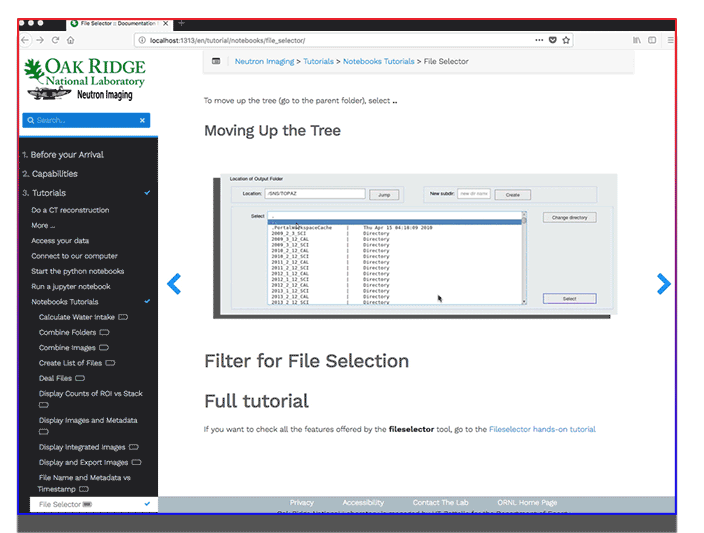 File Selector :: Documentation
localhost:1313/en/tutorial/notebooks/file_selector/
OAK RIDGE
National Laboratory
Neutron Imaging
Search...
1. Before your Arrival
2. Capabilities
3. Tutorials
Do a CT reconstruction
More ...
Access your data
Connect to our computer
Start the python notebooks
Run a jupyter notebook
Notebooks Tutorials
Calculate Water Intake
Combine Folders
Combine Images
Create List of Files
Deal Files
Display Counts of ROI vs Stack
Display Images and Metadata
Display Integrated Images
Display and Export Images
File Name and Metadata vs
Timestamp
File Selector
Neutron Imaging > Tutorials > Notebooks Tutorials > File Selector
To move up the tree (go to the parent folder), select ..
Moving Up the Tree
Location of Output Folder
Location: /SNS/TOPAZ Jump New subdir: new dir name Create
Select . Change directory
.PortalWorkspaceCache | Thu Apr 15 04:18:09 2010
2009_2_3_SCI | Directory
2009_3_12_CAL | Directory
2009_3_12_SCI | Directory
2010_2_12_CAL | Directory
2010_2_12_SCI | Directory
2011_2_12_CAL | Directory
2011_2_12_SCI | Directory
2012_1_12_CAL | Directory
2012_1_12_SCI | Directory
2012_2_12_SCI | Directory
2013_2_12_CAL | Directory
2013_2_12_SCI | Directory
Select
Filter for File Selection
Full tutorial
If you want to check all the features offered by the fileselector tool, go to the Fileselector hands-on tutorial
Privacy Accessibility Contact The Lab ORNL Home Page